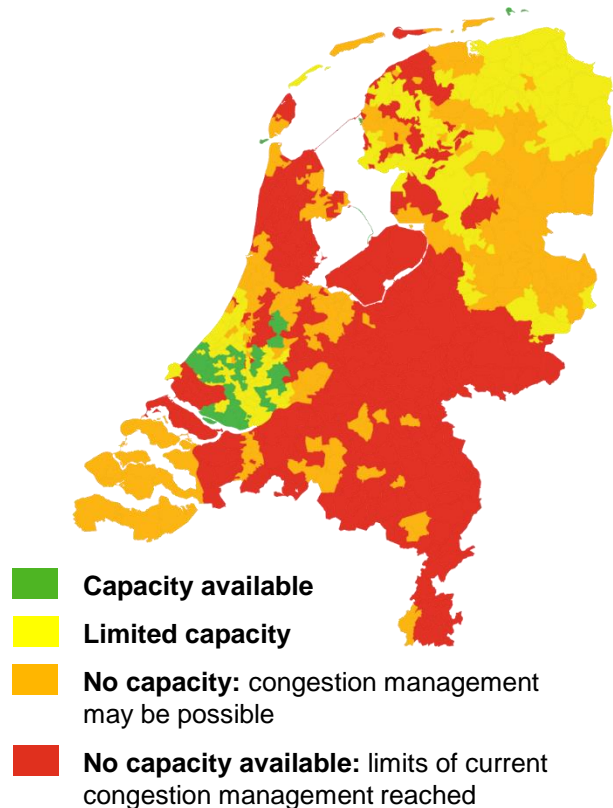 Capacity available
Limited capacity
No capacity: congestion management
may be possible
No capacity available: limits of current
congestion management reached